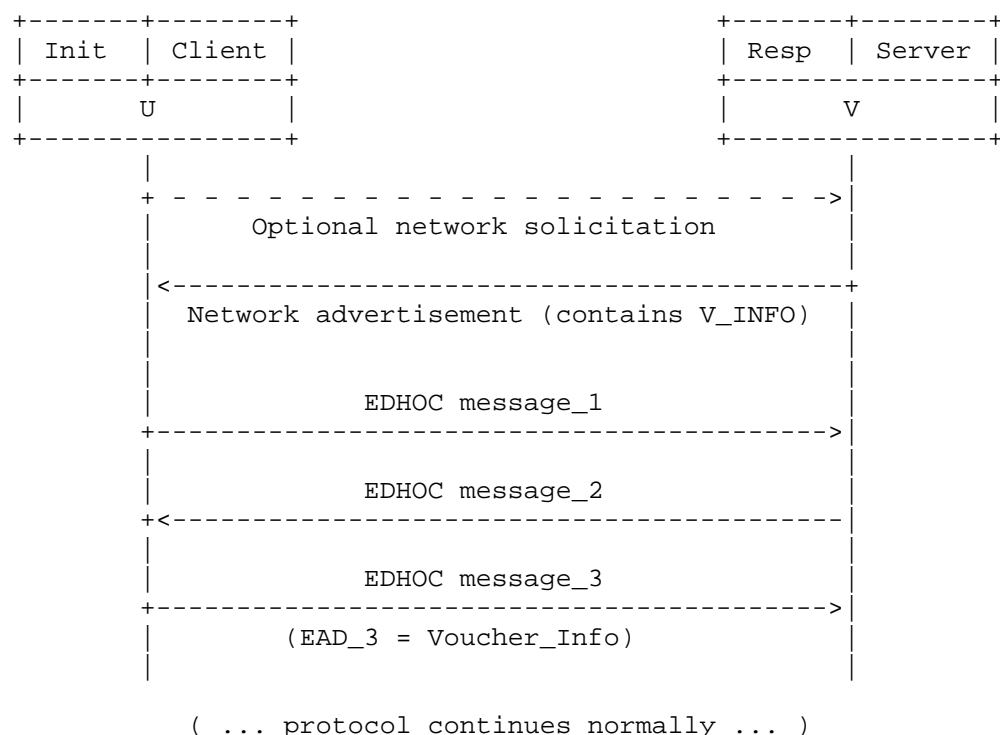 Init Client Resp Server
U V
Optional network solicitation
Network advertisement (contains V_INFO)
EDHOC message_1
EDHOC message_2
EDHOC message_3
(EAD_3 = Voucher_Info)
( ... protocol continues normally ... )